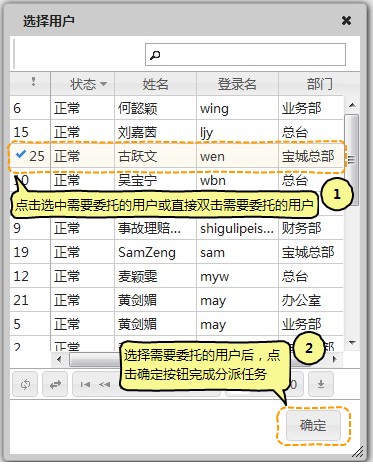 选择用户
! 状态 姓名 登录名 部门
6 正常 何懿颖 wing 业务部
15 正常 刘嘉茵 ljy 总台
25 正常 古跃文 wen 宝城总部
正常 吴宝宁 wbn 总台
点击选中需要委托的用户或直接双击需要委托的用户
1
9 正常 事故理赔... shigulipeis... 财务部
19 正常 SamZeng sam 宝城总部
12 正常 麦颖雯 myw 总台
21 正常 黄剑媚 may 办公室
5 正常 黄剑媚 may 业务部
2
选择需要委托的用户后，点
击确定按钮完成分派任务
2
确定